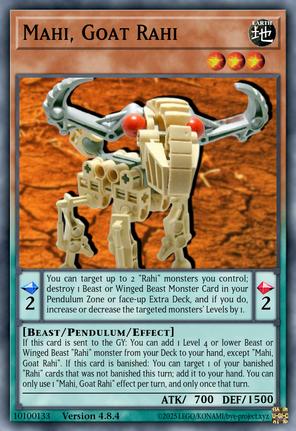 Mahi, Goat Rahi
EARTH
地
You can target up to 2 "Rahi" monsters you control;
destroy 1 Beast or Winged Beast Monster Card in your
Pendulum Zone or face-up Extra Deck, and if you do,
increase or decrease the targeted monsters' Levels by 1.
2
2
[Beast/Pendulum/Effect]
If this card is sent to the GY: You can add 1 Level 4 or lower Beast or
Winged Beast "Rahi" monster from your Deck to your hand, except "Mahi,
Goat Rahi". If this card is banished: You can target 1 of your banished
"Rahi" cards that was not banished this turn; add it to your hand. You can
only use 1 "Mahi, Goat Rahi" effect per turn, and only once that turn.
ATK/ 700 DEF/1500
10100133 Version 4.8.4 ©2025 LEGO/KONAMI/bye-project.xyz